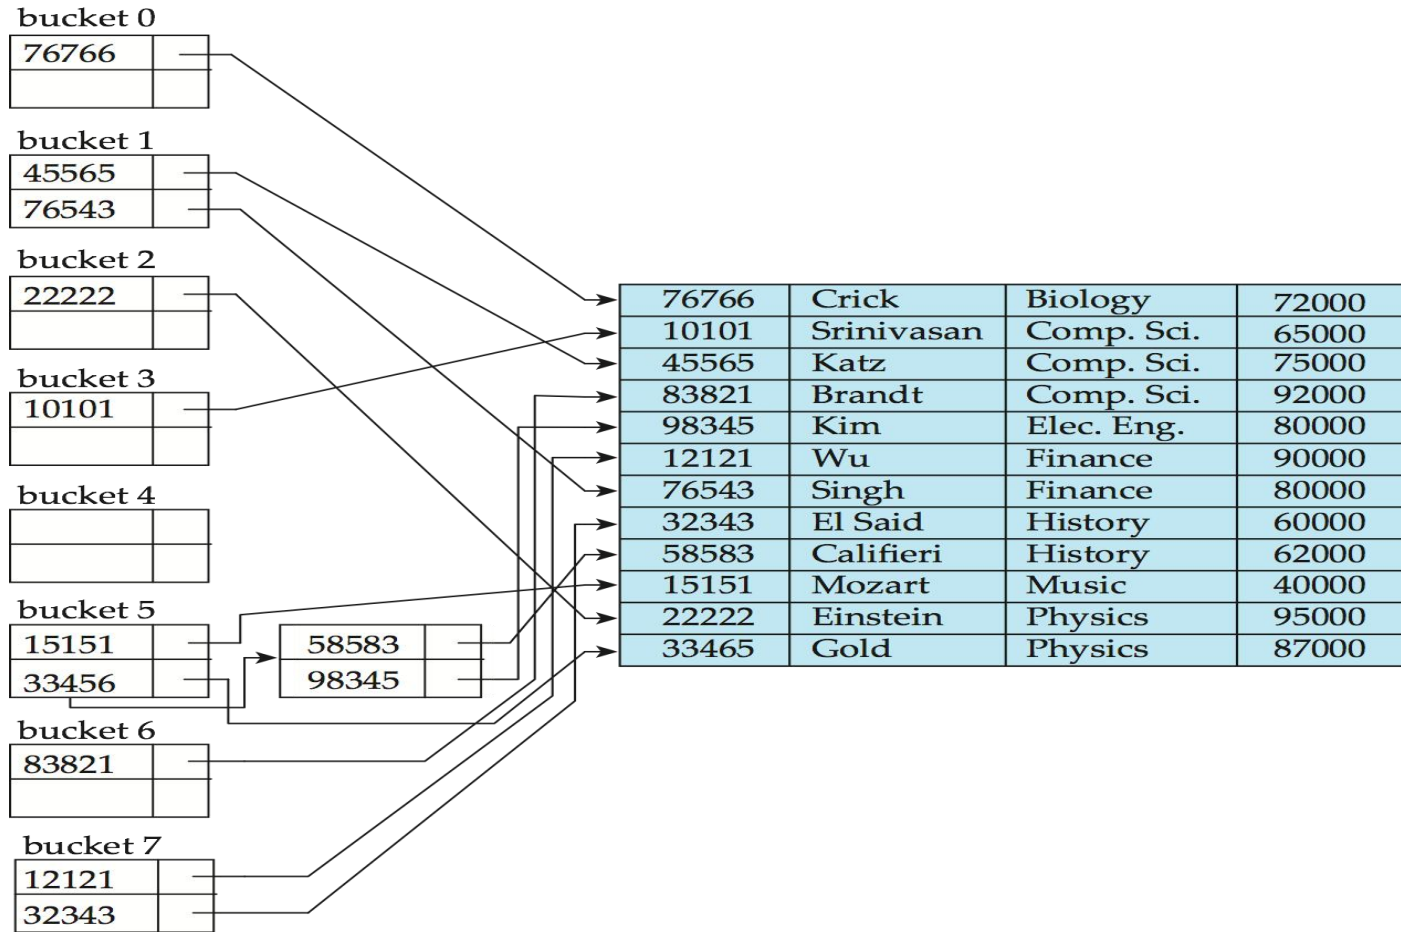 bucket 0
76766
bucket 1
45565
76543
bucket 2
22222
bucket 3
10101
bucket 4
bucket 5
15151
33456
58583
98345
bucket 6
83821
bucket 7
12121
32343
76766 Crick Biology 72000
10101 Srinivasan Comp. Sci. 65000
45565 Katz Comp. Sci. 75000
83821 Brandt Comp. Sci. 92000
98345 Kim Elec. Eng. 80000
12121 Wu Finance 90000
76543 Singh Finance 80000
32343 El Said History 60000
58583 Califieri History 62000
15151 Mozart Music 40000
22222 Einstein Physics 95000
33465 Gold Physics 87000